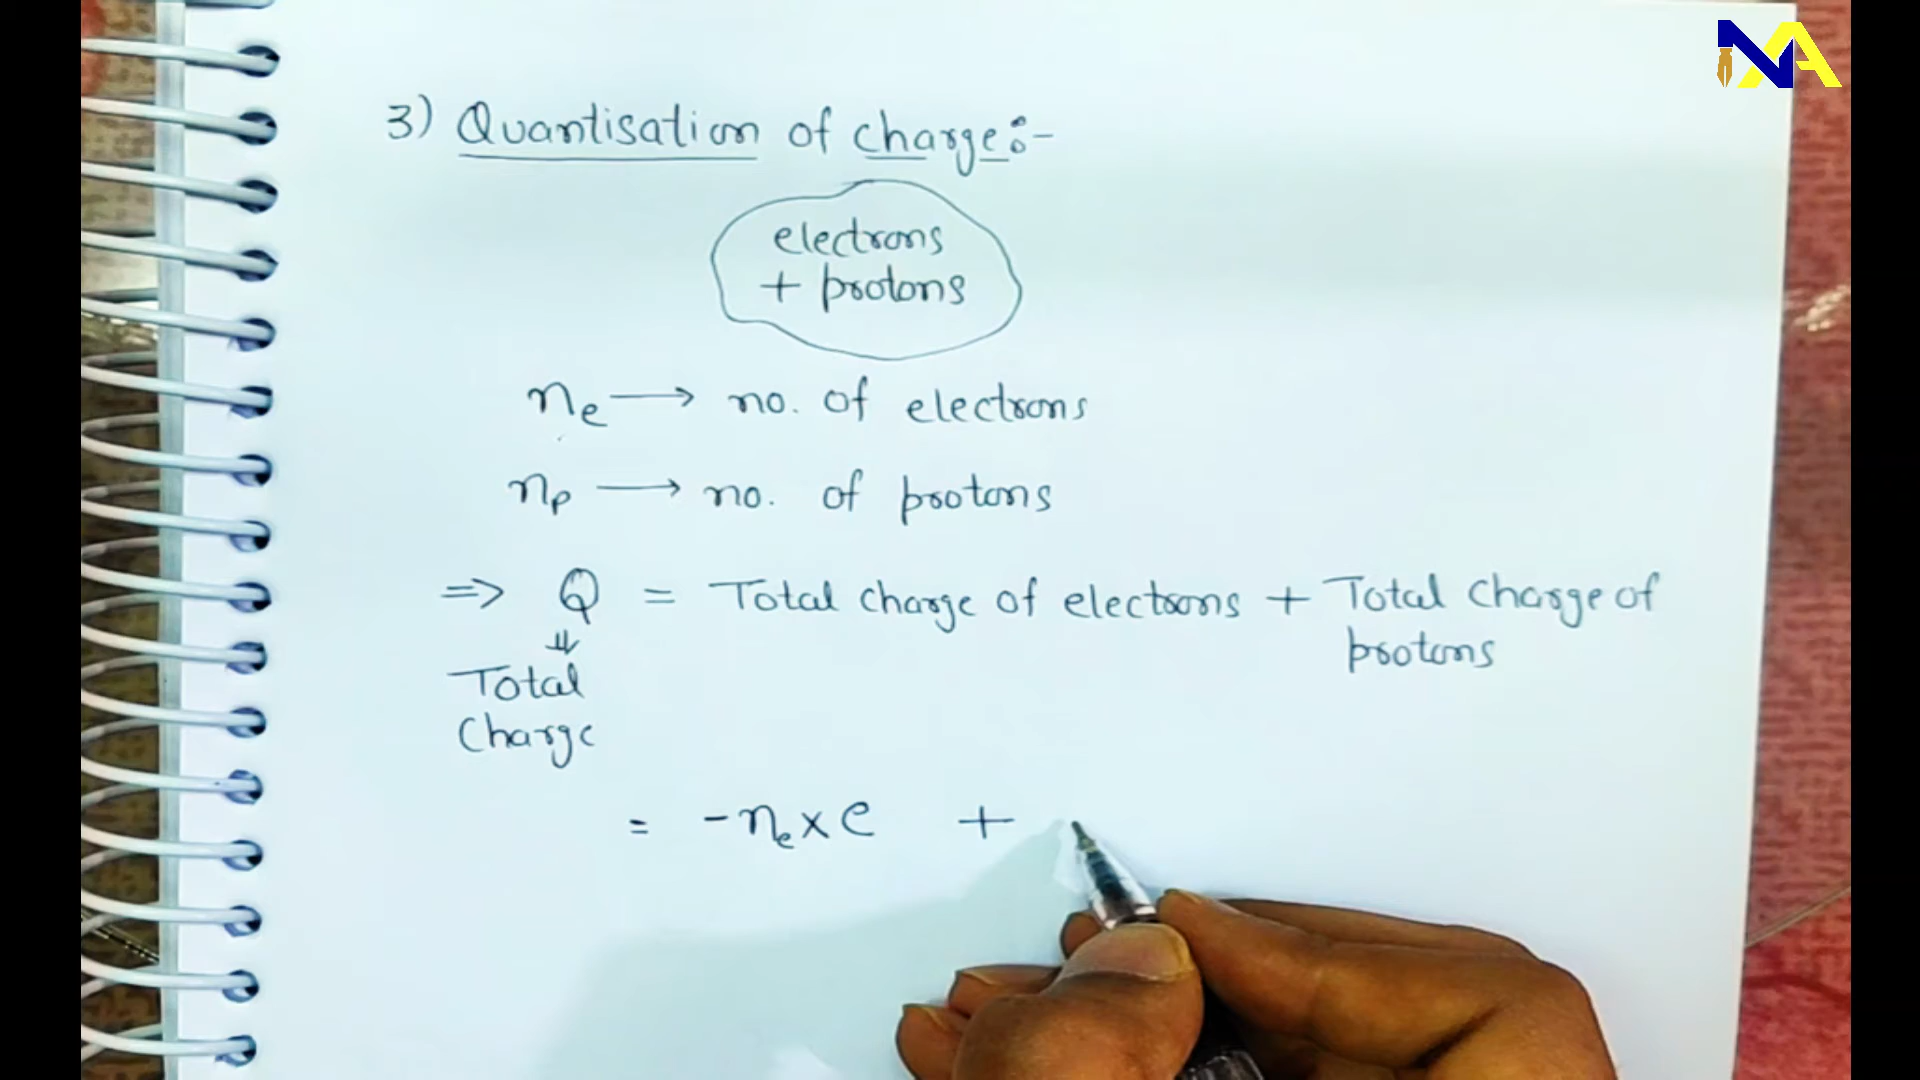 NA
3) Quantisation of charge:-
electrons
+ protons
ne → no. of electrons
np → no. of protons
=> Q = Total charge of electrons + Total charge of
protons
⇓
Total
Charge
= -ne x e +